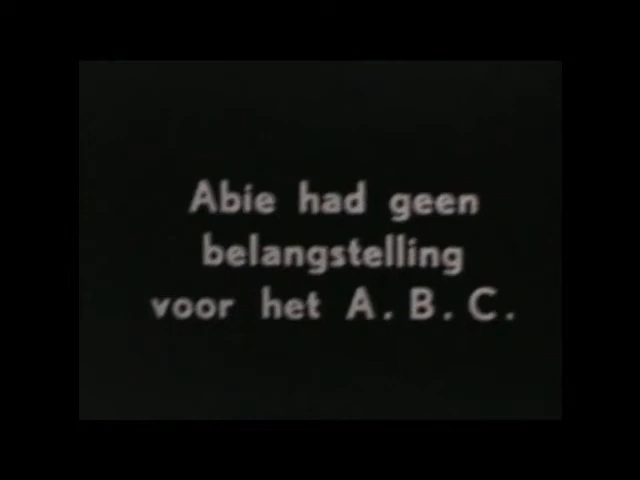 Abie had geen
belangstelling
voor het A.B.C.